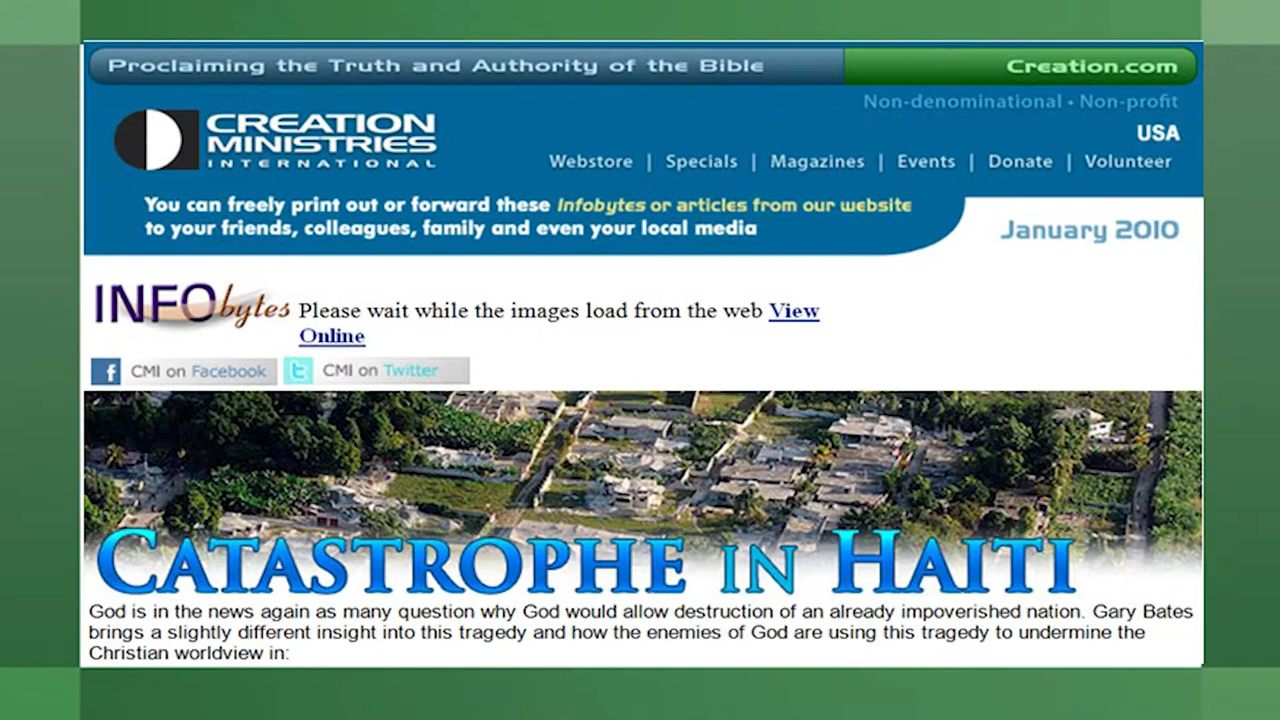 Proclaiming the Truth and Authority of the Bible
Creation.com
Non-denominational • Non-profit
CREATION
MINISTRIES
INTERNATIONAL
USA
Webstore | Specials | Magazines | Events | Donate | Volunteer
You can freely print out or forward these Infobytes or articles from our website
to your friends, colleagues, family and even your local media
January 2010
INFObytes
Please wait while the images load from the web View
Online
f CMI on Facebook
t CMI on Twitter
CATASTROPHE IN HAITI
God is in the news again as many question why God would allow destruction of an already impoverished nation. Gary Bates
brings a slightly different insight into this tragedy and how the enemies of God are using this tragedy to undermine the
Christian worldview in: